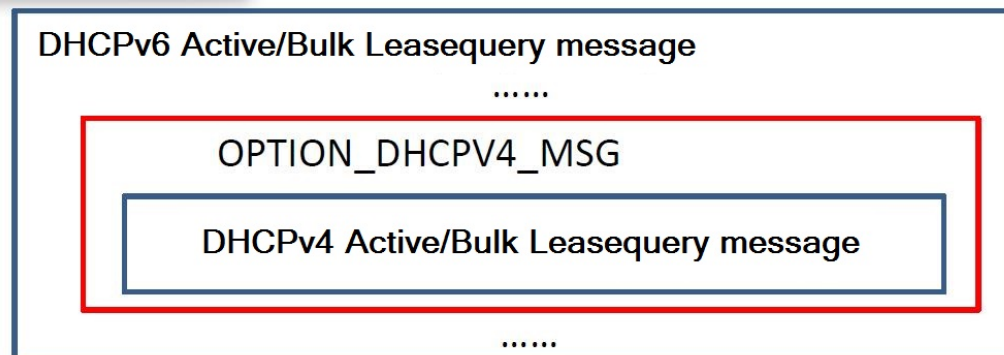 DHCPv6 Active/Bulk Leasequery message
......
OPTION_DHCPV4_MSG
DHCPv4 Active/Bulk Leasequery message
......